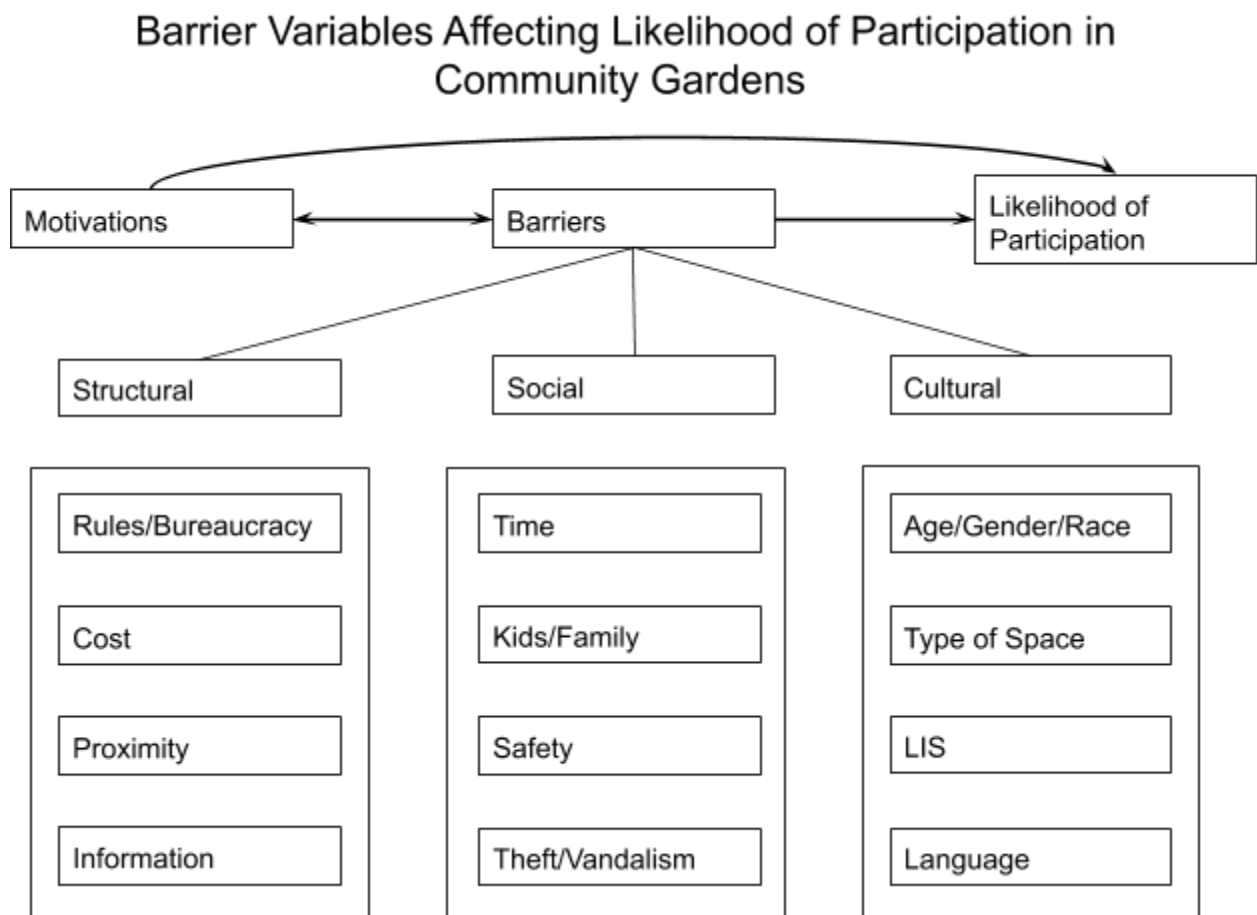 Barrier Variables Affecting Likelihood of Participation in
Community Gardens
Motivations
Barriers
Likelihood of
Participation
Structural
Social
Cultural
Rules/Bureaucracy
Time
Age/Gender/Race
Cost
Kids/Family
Type of Space
Proximity
Safety
LIS
Information
Theft/Vandalism
Language